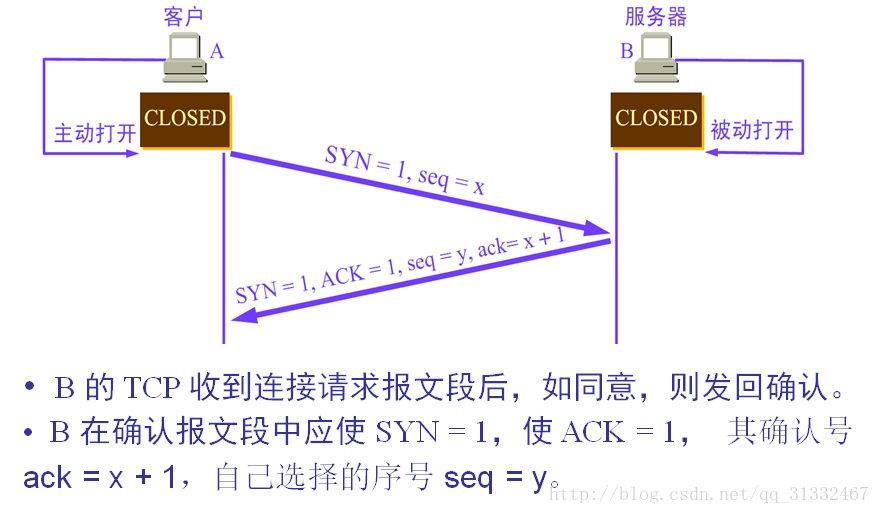 客户
服务器
A
B
CLOSED
CLOSED
主动打开
被动打开
SYN = 1, seq = x
SYN = 1, ACK = 1, seq = y, ack= x + 1
• B 的 TCP 收到连接请求报文段后，如同意，则发回确认。
• B 在确认报文段中应使 SYN = 1，使 ACK = 1， 其确认号
ack = x + 1，自己选择的序号 seq = y。
http://blog.csdn.net/qq_31332467